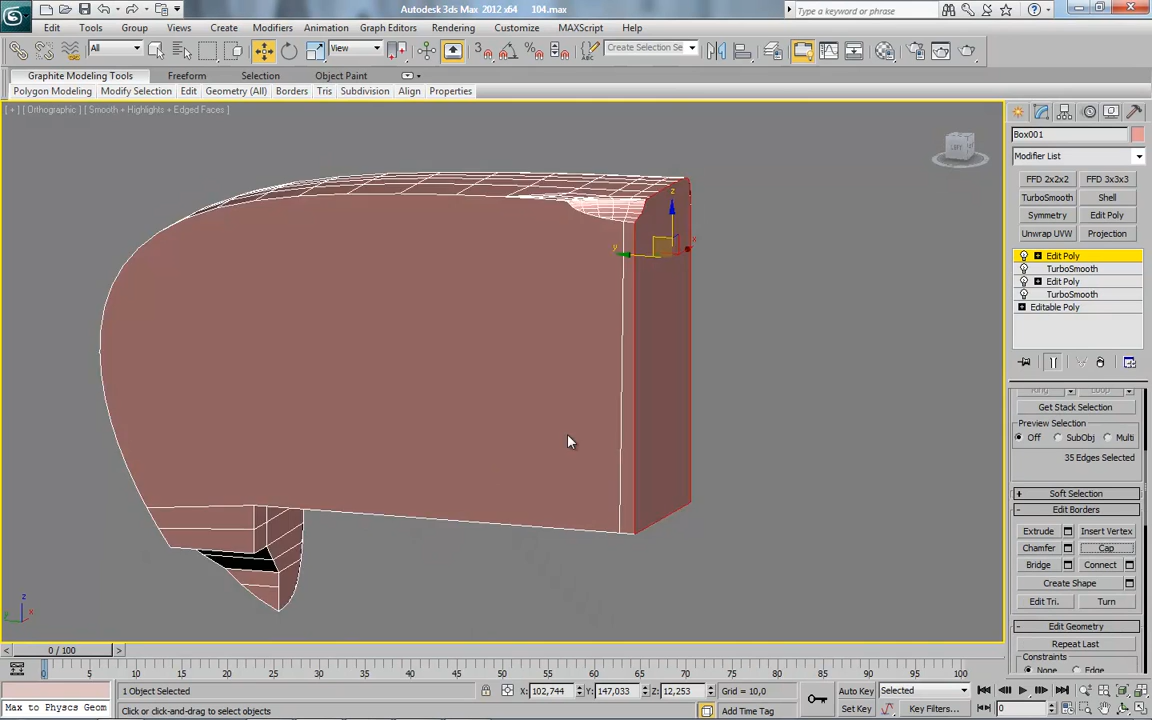 Autodesk 3ds Max 2012 x64 104.max
Type a keyword or phrase
Edit Tools Group Views Create Modifiers Animation Graph Editors Rendering Customize MAXScript Help
All View Create Selection Se
Graphite Modeling Tools Freeform Selection Object Paint
Polygon Modeling Modify Selection Edit Geometry (All) Borders Tris Subdivision Align Properties
[ + ] [ Orthographic ] [ Smooth + Highlights + Edged Faces ]
LEFT
Box001
Modifier List
FFD 2x2x2 FFD 3x3x3
TurboSmooth Shell
Symmetry Edit Poly
Unwrap UVW Projection
Edit Poly
TurboSmooth
Edit Poly
TurboSmooth
Editable Poly
z
y
x
Ring Loop
Get Stack Selection
Preview Selection
Off SubObj Multi
35 Edges Selected
+ Soft Selection
- Edit Borders
Extrude Insert Vertex
Chamfer Cap
Bridge Connect
Create Shape
Edit Tri. Turn
- Edit Geometry
Repeat Last
Constraints
None Edge
z
y
x
0 / 100
0 5 10 15 20 25 30 35 40 45 50 55 60 65 70 75 80 85 90 95 100
1 Object Selected X: 102,744 Y: 147,033 Z: 12,253 Grid = 10,0 Auto Key Selected
Max to Physcs Geom Click or click-and-drag to select objects Add Time Tag Set Key Key Filters... 0